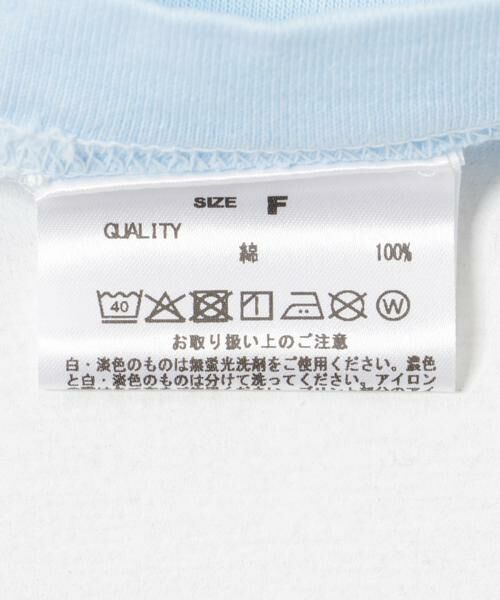 SIZE F
QUALITY
綿 100%
40 W
お取り扱い上のご注意
白・淡色のものは無蛍光洗剤をご使用ください。濃色
と白・淡色のものは分けて洗ってください。アイロン